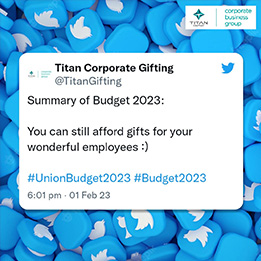 TITAN
corporate
business
group
Titan Corporate Gifting
@TitanGifting
Summary of Budget 2023:
You can still afford gifts for your
wonderful employees :)
#UnionBudget2023 #Budget2023
6:01 pm · 01 Feb 23